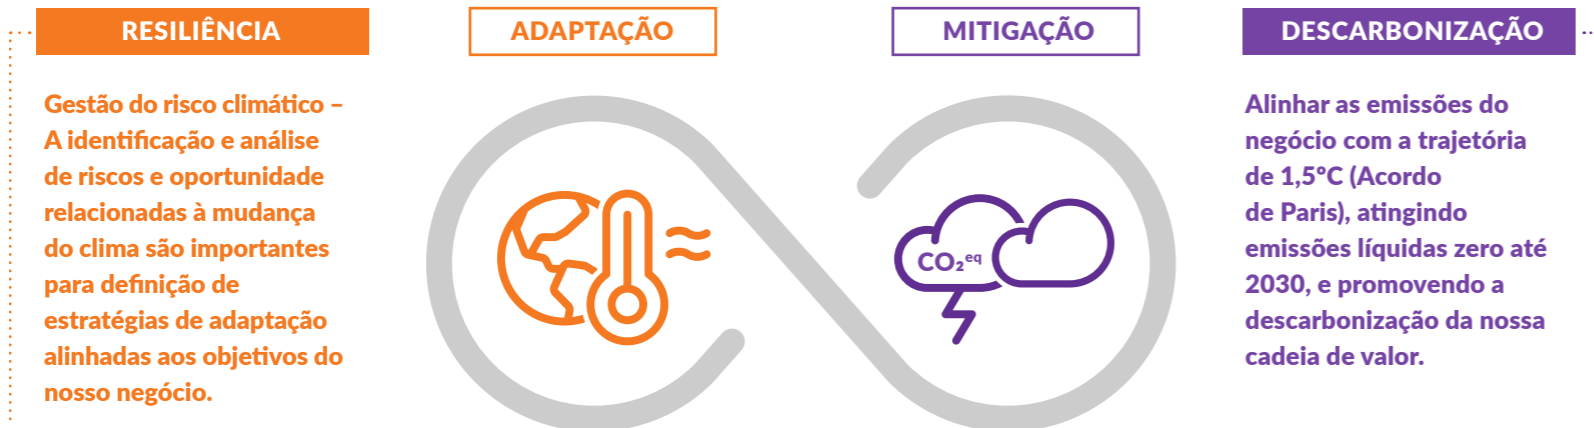 RESILIÊNCIA
Gestão do risco climático –
A identificação e análise
de riscos e oportunidade
relacionadas à mudança
do clima são importantes
para definição de
estratégias de adaptação
alinhadas aos objetivos do
nosso negócio.
ADAPTAÇÃO
MITIGAÇÃO
CO₂eq
DESCARBONIZAÇÃO
Alinhar as emissões do
negócio com a trajetória
de 1,5ºC (Acordo
de Paris), atingindo
emissões líquidas zero até
2030, e promovendo a
descarbonização da nossa
cadeia de valor.